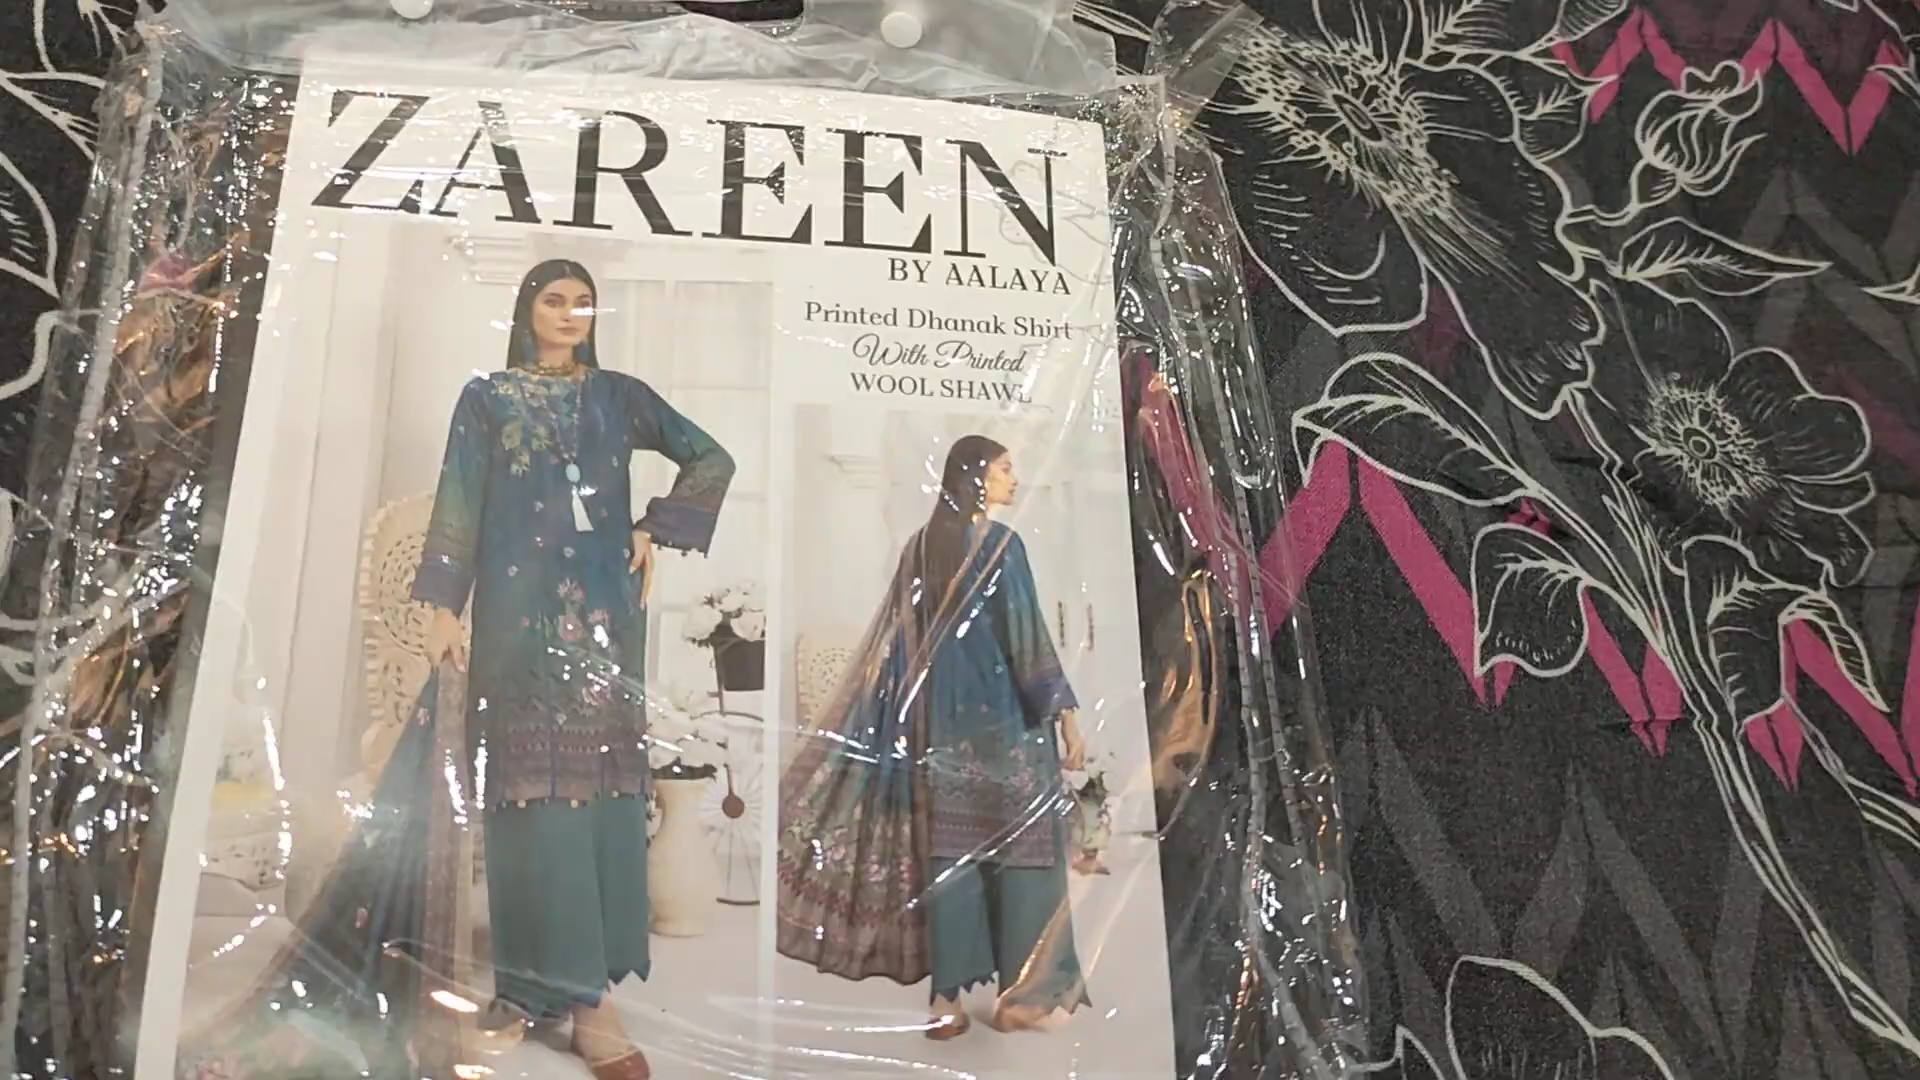 ZAREEN
BY AALAYA
Printed Dhanak Shirt
With Printed
WOOL SHAWL